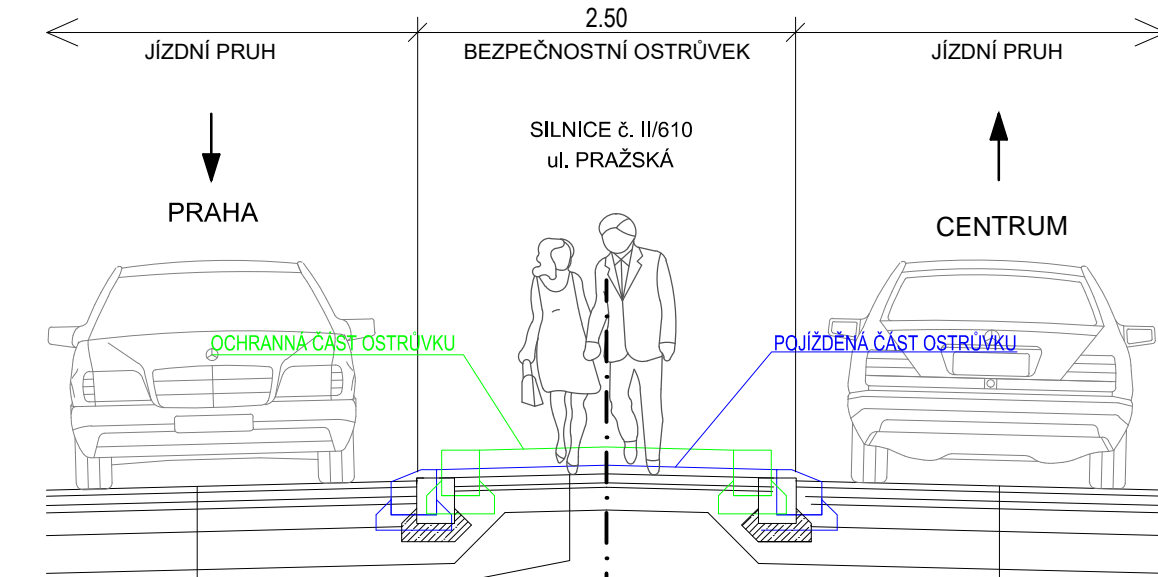 2.50
JÍZDNÍ PRUH
BEZPEČNOSTNÍ OSTRŮVEK
JÍZDNÍ PRUH
SILNICE č. II/610
ul. PRAŽSKÁ
PRAHA
CENTRUM
OCHRANNÁ ČÁST OSTRŮVKU
POJÍŽDĚNÁ ČÁST OSTRŮVKU